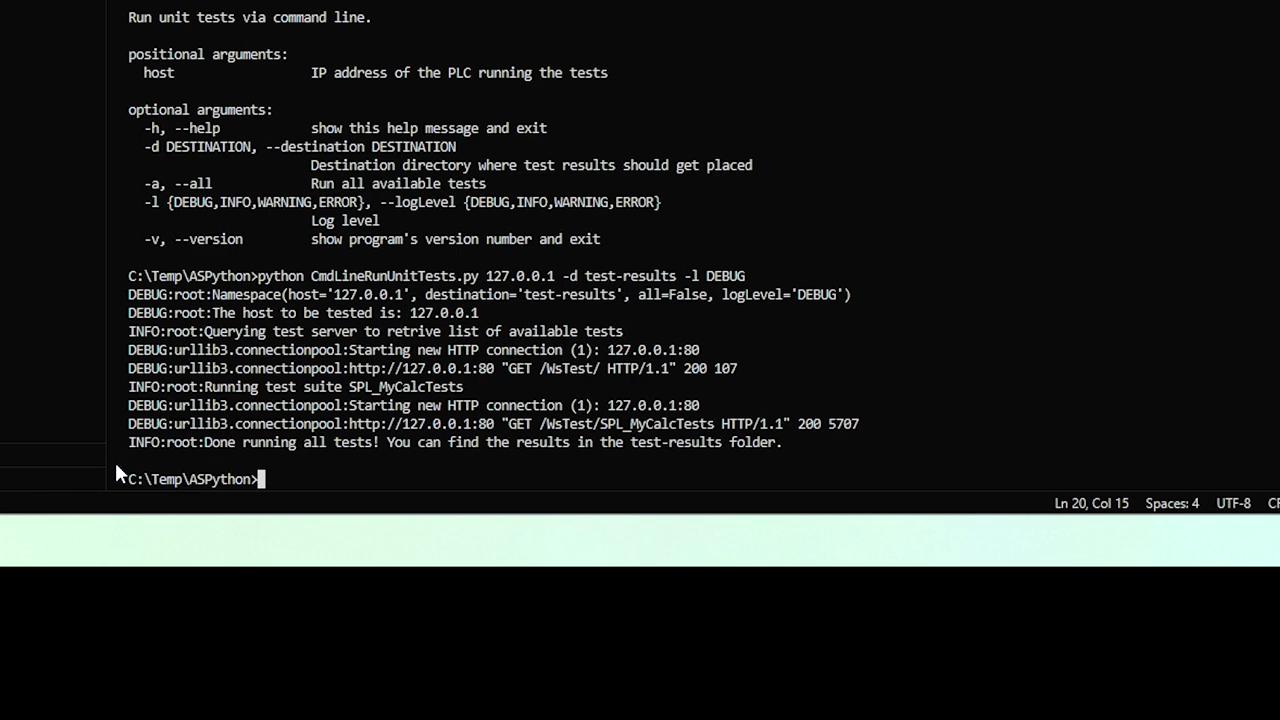 Run unit tests via command line.
positional arguments:
host IP address of the PLC running the tests
optional arguments:
-h, --help show this help message and exit
-d DESTINATION, --destination DESTINATION
Destination directory where test results should get placed
-a, --all Run all available tests
-l {DEBUG,INFO,WARNING,ERROR}, --logLevel {DEBUG,INFO,WARNING,ERROR}
Log level
-v, --version show program's version number and exit
C:\Temp\ASPython>python CmdLineRunUnitTests.py 127.0.0.1 -d test-results -l DEBUG
DEBUG:root:Namespace(host='127.0.0.1', destination='test-results', all=False, logLevel='DEBUG')
DEBUG:root:The host to be tested is: 127.0.0.1
INFO:root:Querying test server to retrive list of available tests
DEBUG:urllib3.connectionpool:Starting new HTTP connection (1): 127.0.0.1:80
DEBUG:urllib3.connectionpool:http://127.0.0.1:80 "GET /WsTest/ HTTP/1.1" 200 107
INFO:root:Running test suite SPL_MyCalcTests
DEBUG:urllib3.connectionpool:Starting new HTTP connection (1): 127.0.0.1:80
DEBUG:urllib3.connectionpool:http://127.0.0.1:80 "GET /WsTest/SPL_MyCalcTests HTTP/1.1" 200 5707
INFO:root:Done running all tests! You can find the results in the test-results folder.
C:\Temp\ASPython>
Ln 20, Col 15 Spaces: 4 UTF-8 C